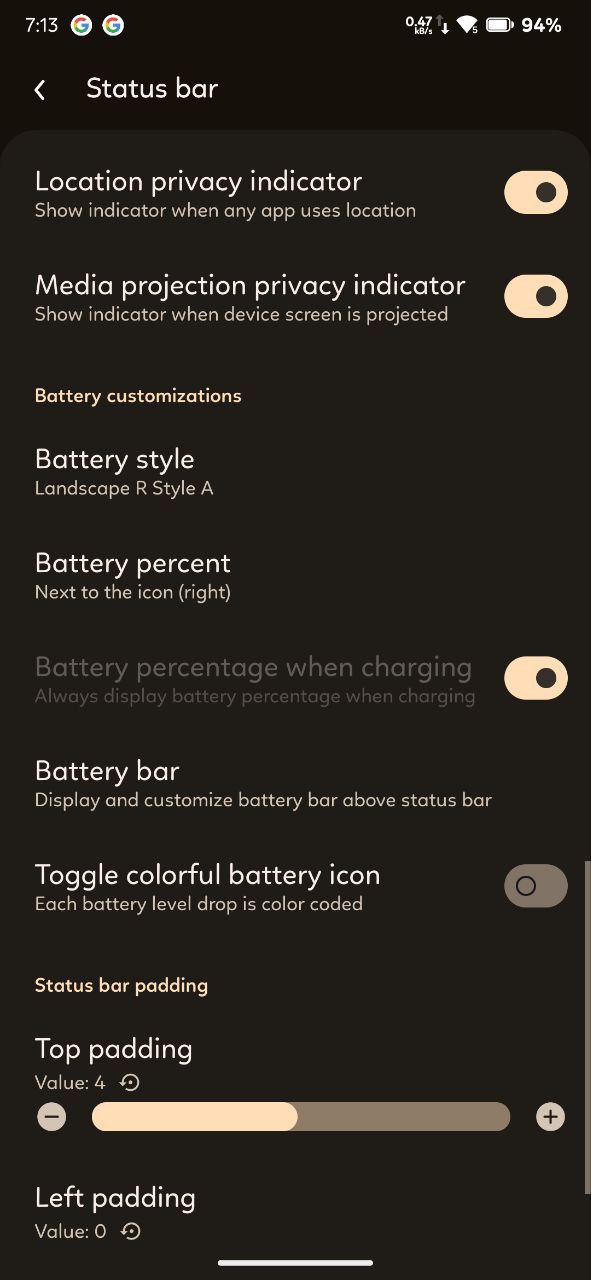 7:13 G G 0.47 kB/s 5 94%
Status bar
Location privacy indicator
Show indicator when any app uses location
Media projection privacy indicator
Show indicator when device screen is projected
Battery customizations
Battery style
Landscape R Style A
Battery percent
Next to the icon (right)
Battery percentage when charging
Always display battery percentage when charging
Battery bar
Display and customize battery bar above status bar
Toggle colorful battery icon
Each battery level drop is color coded
Status bar padding
Top padding
Value: 4
Left padding
Value: 0